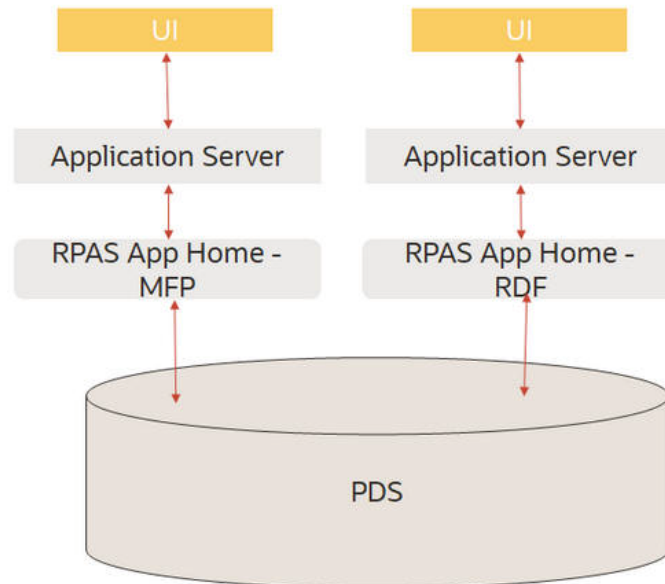 UI
UI
Application Server
Application Server
RPAS App Home -
MFP
RPAS App Home -
RDF
PDS